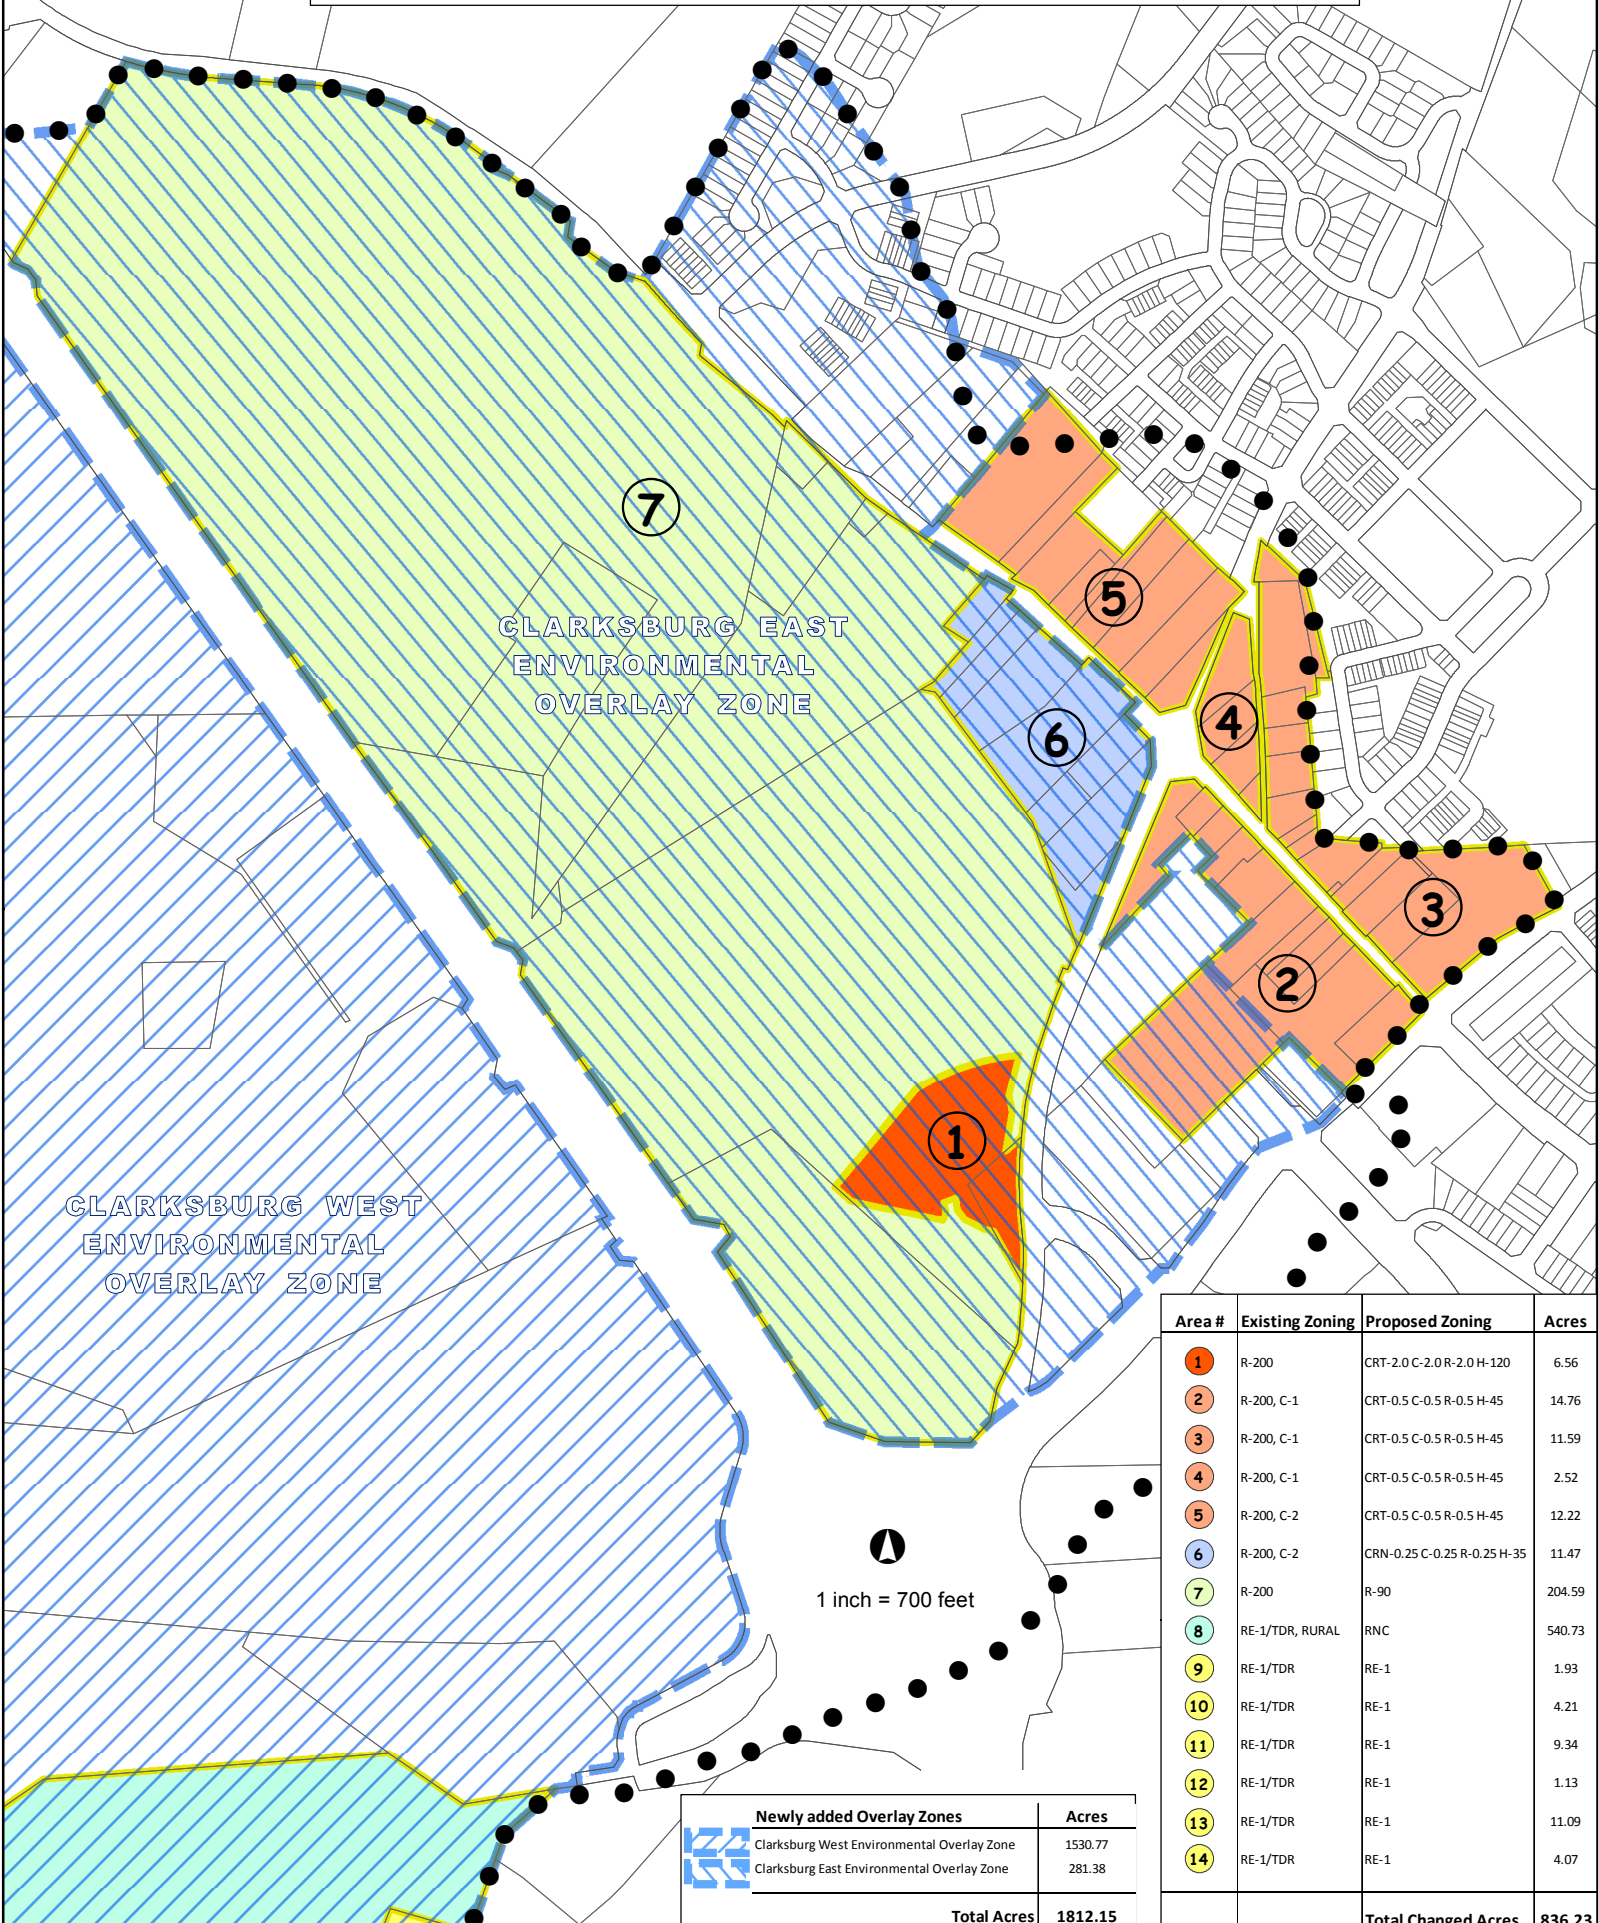 7
CLARKSBURG EAST
ENVIRONMENTAL
OVERLAY ZONE
5
4
6
3
2
1
CLARKSBURG WEST
ENVIRONMENTAL
OVERLAY ZONE
1 inch = 700 feet
Area # Existing Zoning Proposed Zoning Acres
1 R-200 CRT-2.0 C-2.0 R-2.0 H-120 6.56
2 R-200, C-1 CRT-0.5 C-0.5 R-0.5 H-45 14.76
3 R-200, C-1 CRT-0.5 C-0.5 R-0.5 H-45 11.59
4 R-200, C-1 CRT-0.5 C-0.5 R-0.5 H-45 2.52
5 R-200, C-2 CRT-0.5 C-0.5 R-0.5 H-45 12.22
6 R-200, C-2 CRN-0.25 C-0.25 R-0.25 H-35 11.47
7 R-200 R-90 204.59
8 RE-1/TDR, RURAL RNC 540.73
9 RE-1/TDR RE-1 1.93
10 RE-1/TDR RE-1 4.21
11 RE-1/TDR RE-1 9.34
12 RE-1/TDR RE-1 1.13
13 RE-1/TDR RE-1 11.09
14 RE-1/TDR RE-1 4.07
Total Changed Acres 836.23
Newly added Overlay Zones Acres
Clarksburg West Environmental Overlay Zone 1530.77
Clarksburg East Environmental Overlay Zone 281.38
Total Acres 1812.15